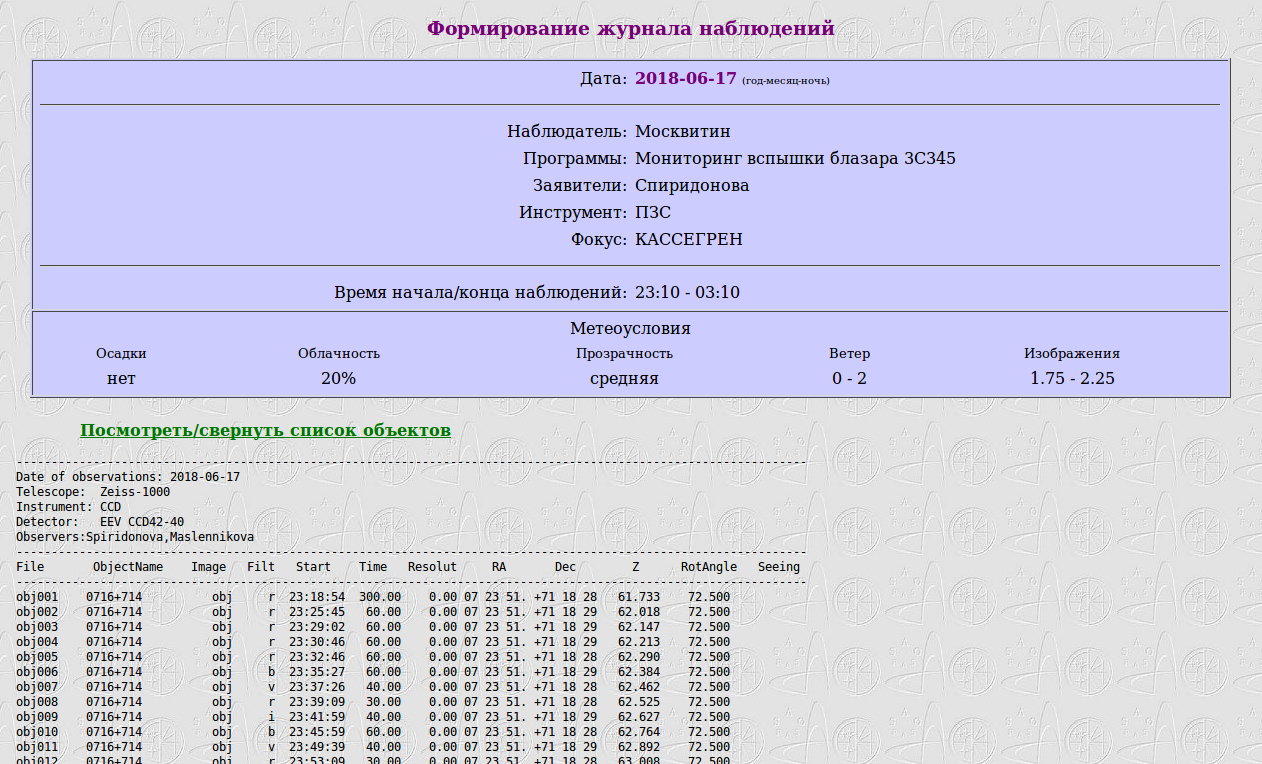 Формирование журнала наблюдений
Дата: 2018-06-17 (год-месяц-ночь)
Наблюдатель: Москвитин
Программы: Мониторинг вспышки блазара 3C345
Заявители: Спиридонова
Инструмент: ПЗС
Фокус: КАССЕГРЕН
Время начала/конца наблюдений: 23:10 - 03:10
Метеоусловия
Осадки Облачность Прозрачность Ветер Изображения
нет 20% средняя 0 - 2 1.75 - 2.25
Посмотреть/свернуть список объектов
Date of observations: 2018-06-17
Telescope: Zeiss-1000
Instrument: CCD
Detector: EEV CCD42-40
Observers:Spiridonova,Maslennikova
File ObjectName Image Filt Start Time Resolut RA Dec Z RotAngle Seeing
obj001 0716+714 obj r 23:18:54 300.00 0.00 07 23 51. +71 18 28 61.733 72.500
obj002 0716+714 obj r 23:25:45 60.00 0.00 07 23 51. +71 18 29 62.018 72.500
obj003 0716+714 obj r 23:29:02 60.00 0.00 07 23 51. +71 18 29 62.147 72.500
obj004 0716+714 obj r 23:30:46 60.00 0.00 07 23 51. +71 18 29 62.213 72.500
obj005 0716+714 obj r 23:32:46 60.00 0.00 07 23 51. +71 18 28 62.290 72.500
obj006 0716+714 obj b 23:35:27 60.00 0.00 07 23 51. +71 18 29 62.384 72.500
obj007 0716+714 obj v 23:37:26 40.00 0.00 07 23 51. +71 18 28 62.462 72.500
obj008 0716+714 obj r 23:39:09 30.00 0.00 07 23 51. +71 18 28 62.525 72.500
obj009 0716+714 obj i 23:41:59 40.00 0.00 07 23 51. +71 18 29 62.627 72.500
obj010 0716+714 obj b 23:45:59 60.00 0.00 07 23 51. +71 18 28 62.764 72.500
obj011 0716+714 obj v 23:49:39 40.00 0.00 07 23 51. +71 18 29 62.892 72.500
obj012 0716+714 obj r 23:53:09 30.00 0.00 07 23 51. +71 18 28 63.008 72.500